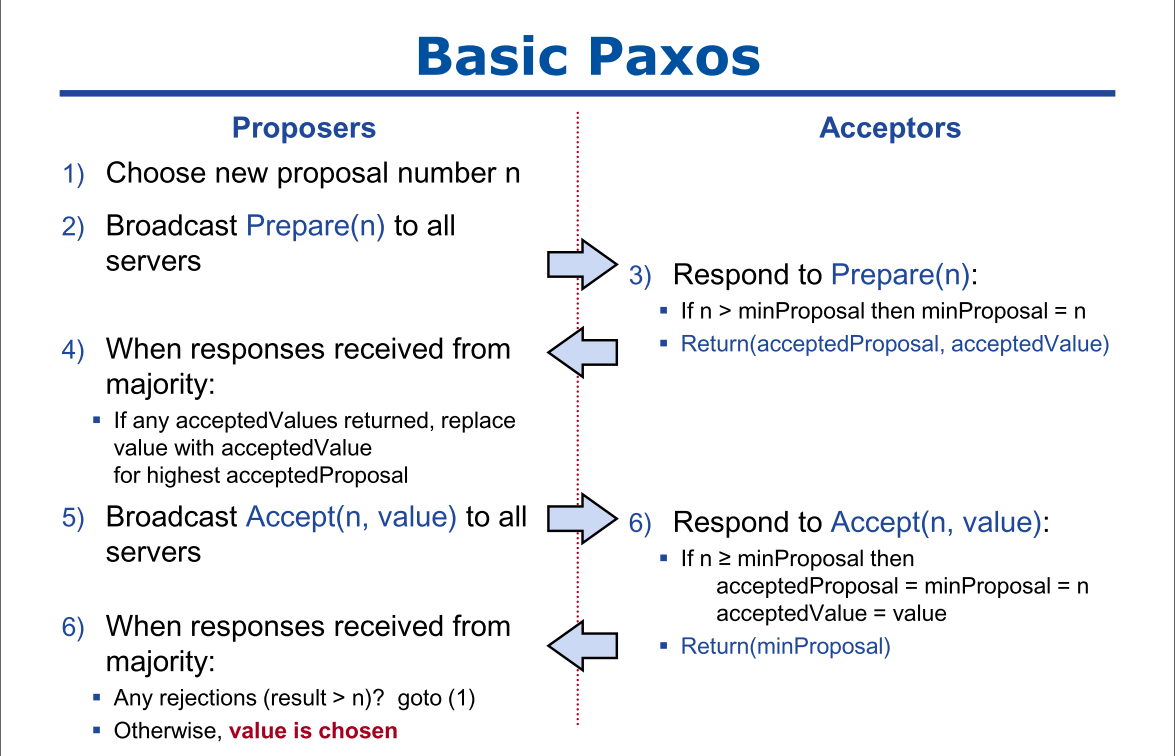 Basic Paxos
Proposers
Acceptors
1) Choose new proposal number n
2) Broadcast Prepare(n) to all
servers
3) Respond to Prepare(n):
▪ If n > minProposal then minProposal = n
▪ Return(acceptedProposal, acceptedValue)
4) When responses received from
majority:
▪ If any acceptedValues returned, replace
value with acceptedValue
for highest acceptedProposal
5) Broadcast Accept(n, value) to all
servers
6) Respond to Accept(n, value):
▪ If n ≥ minProposal then
acceptedProposal = minProposal = n
acceptedValue = value
▪ Return(minProposal)
6) When responses received from
majority:
▪ Any rejections (result > n)? goto (1)
▪ Otherwise, value is chosen